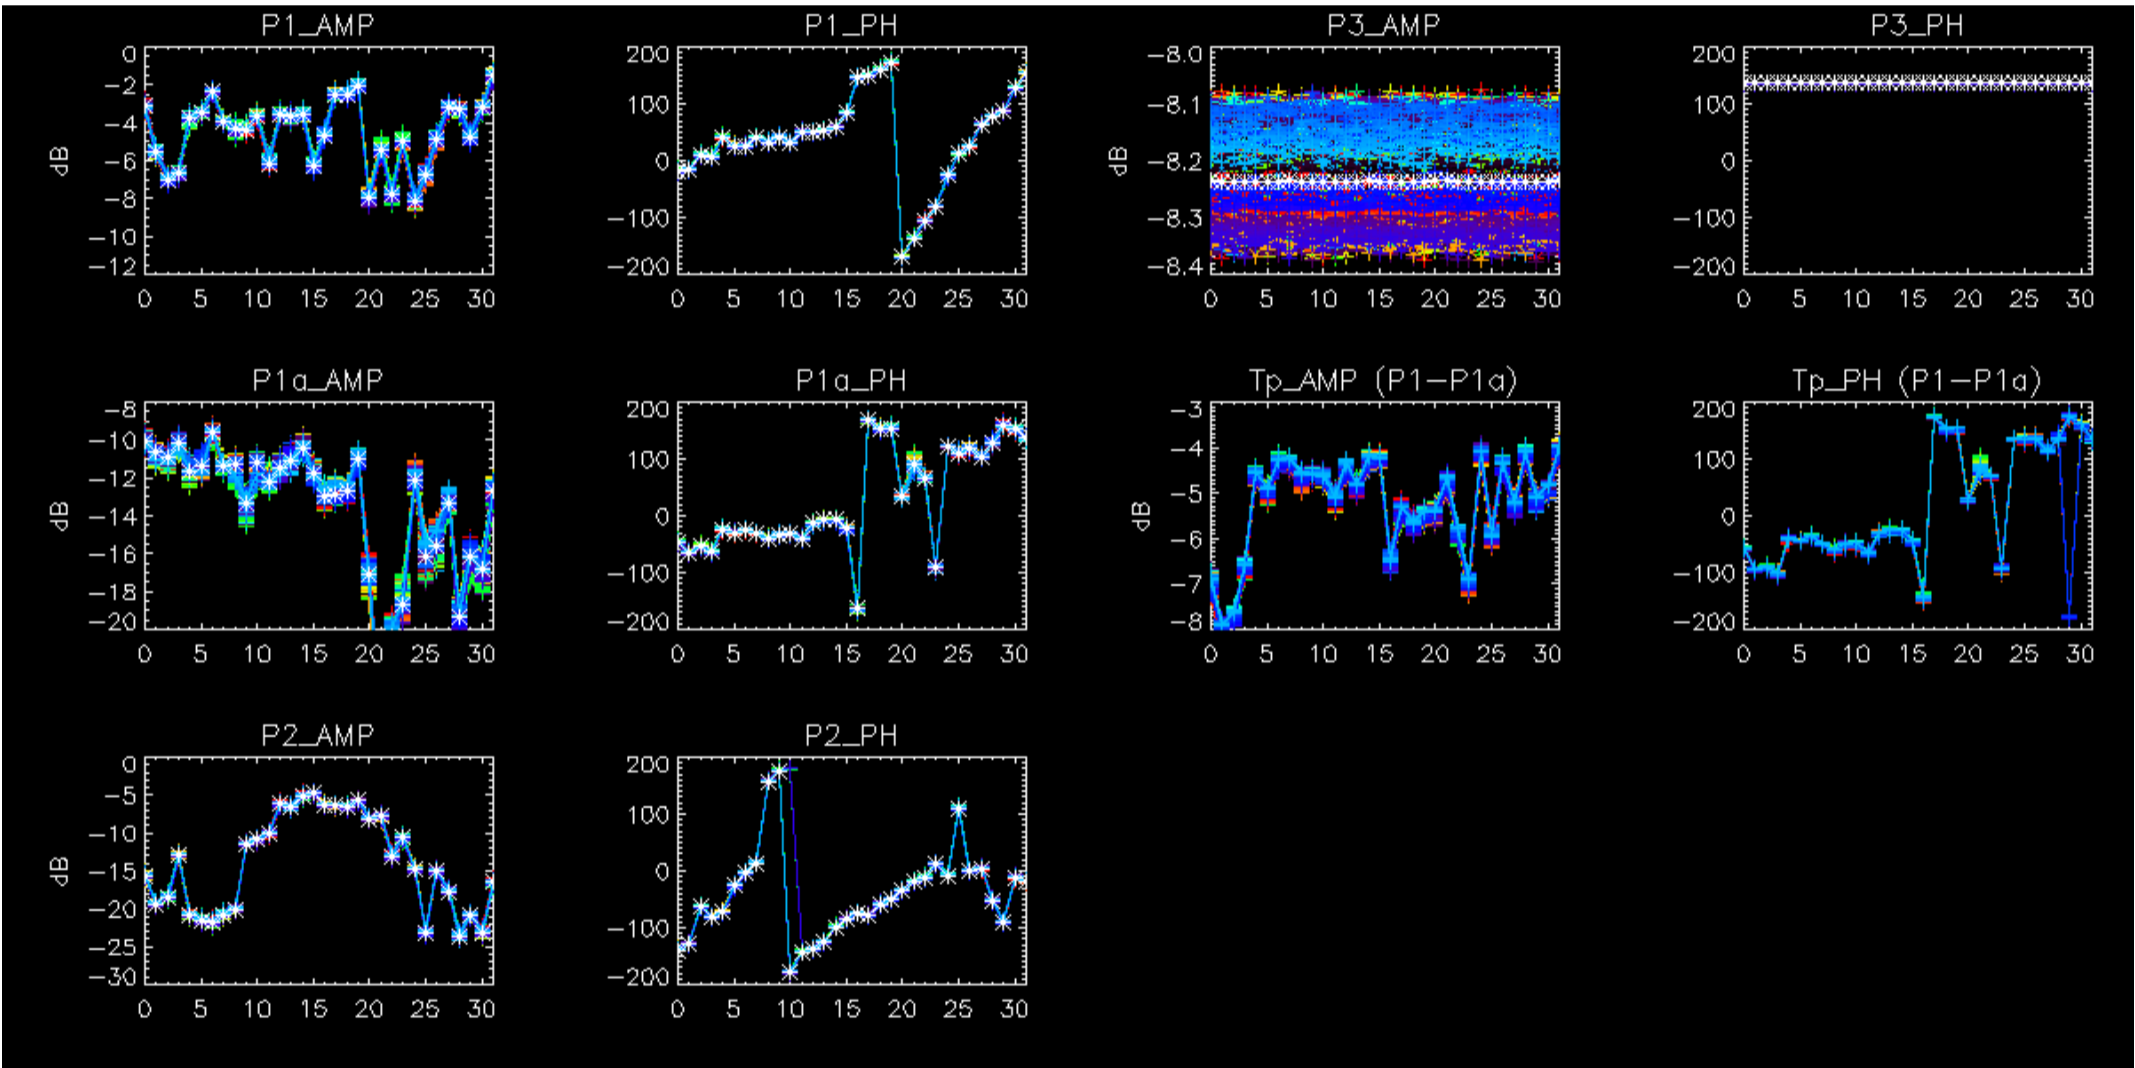 P1_AMP
0
−2
−4
−6
−8
−10
−12
dB
0 5 10 15 20 25 30
P1_PH
200
100
0
−100
−200
0 5 10 15 20 25 30
P3_AMP
−8.0
−8.1
−8.2
−8.3
−8.4
dB
0 5 10 15 20 25 30
P3_PH
200
100
0
−100
−200
0 5 10 15 20 25 30
P1a_AMP
−8
−10
−12
−14
−16
−18
−20
dB
0 5 10 15 20 25 30
P1a_PH
200
100
0
−100
−200
0 5 10 15 20 25 30
Tp_AMP (P1−P1a)
−3
−4
−5
−6
−7
−8
dB
0 5 10 15 20 25 30
Tp_PH (P1−P1a)
200
100
0
−100
−200
0 5 10 15 20 25 30
P2_AMP
0
−5
−10
−15
−20
−25
−30
dB
0 5 10 15 20 25 30
P2_PH
200
100
0
−100
−200
0 5 10 15 20 25 30